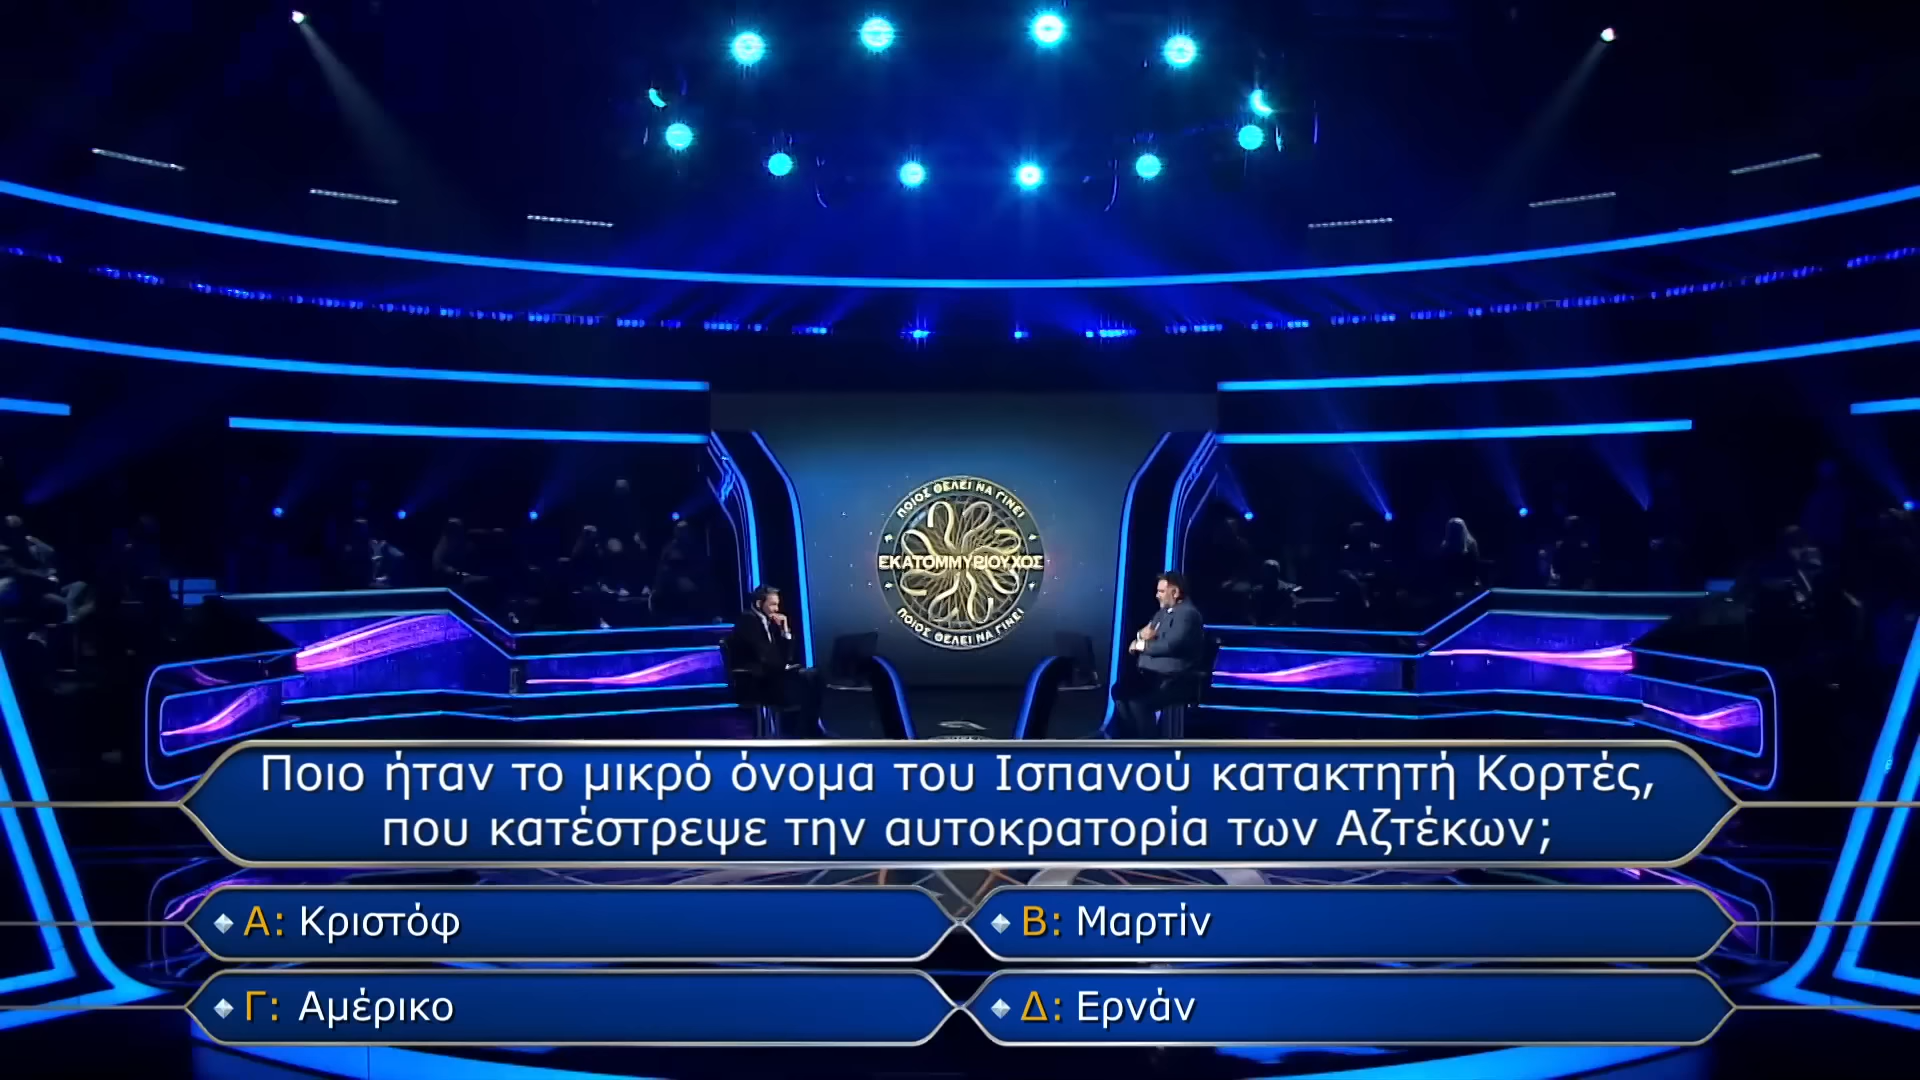 ΠΟΙΟΣ ΘΕΛΕΙ ΝΑ ΓΙΝΕΙ
ΕΚΑΤΟΜΜΥΡΙΟΥΧΟΣ
ΠΟΙΟΣ ΘΕΛΕΙ ΝΑ ΓΙΝΕΙ
Ποιο ήταν το μικρό όνομα του Ισπανού κατακτητή Κορτές,
που κατέστρεψε την αυτοκρατορία των Αζτέκων;
Α: Κριστόφ
Β: Μαρτίν
Γ: Αμέρικο
Δ: Ερνάν